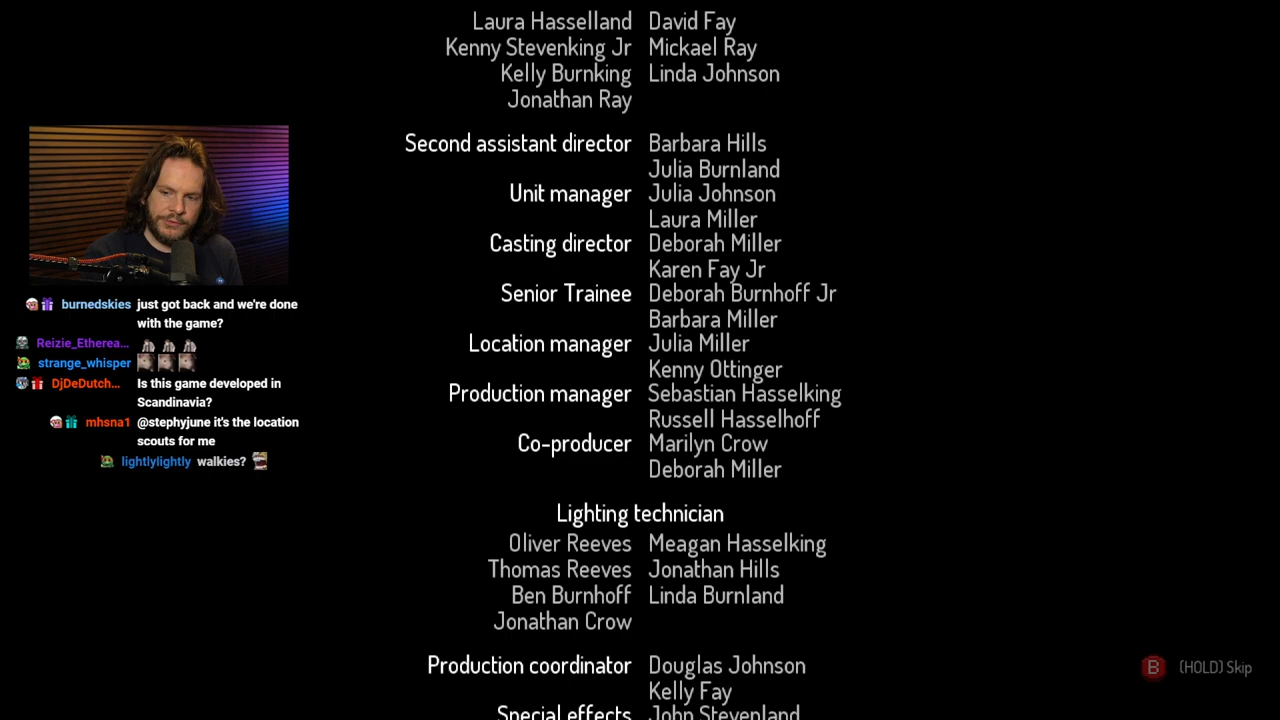 Laura Hasselland David Fay
Kenny Stevenking Jr Mickael Ray
Kelly Burnking Linda Johnson
Jonathan Ray
Second assistant director Barbara Hills
Julia Burnland
Unit manager Julia Johnson
Laura Miller
Casting director Deborah Miller
Karen Fay Jr
Senior Trainee Deborah Burnhoff Jr
Barbara Miller
Location manager Julia Miller
Kenny Ottinger
Production manager Sebastian Hasselking
Russell Hasselhoff
Co-producer Marilyn Crow
Deborah Miller
Lighting technician
Oliver Reeves Meagan Hasselking
Thomas Reeves Jonathan Hills
Ben Burnhoff Linda Burnland
Jonathan Crow
Production coordinator Douglas Johnson
Kelly Fay
Special effects John Stevenland
burnedskies just got back and we're done
with the game?
Reizie_Etherea...
strange_whisper
DjDeDutch... Is this game developed in
Scandinavia?
mhsna1 @stephyjune it's the location
scouts for me
lightlylightly walkies?
B (HOLD) Skip